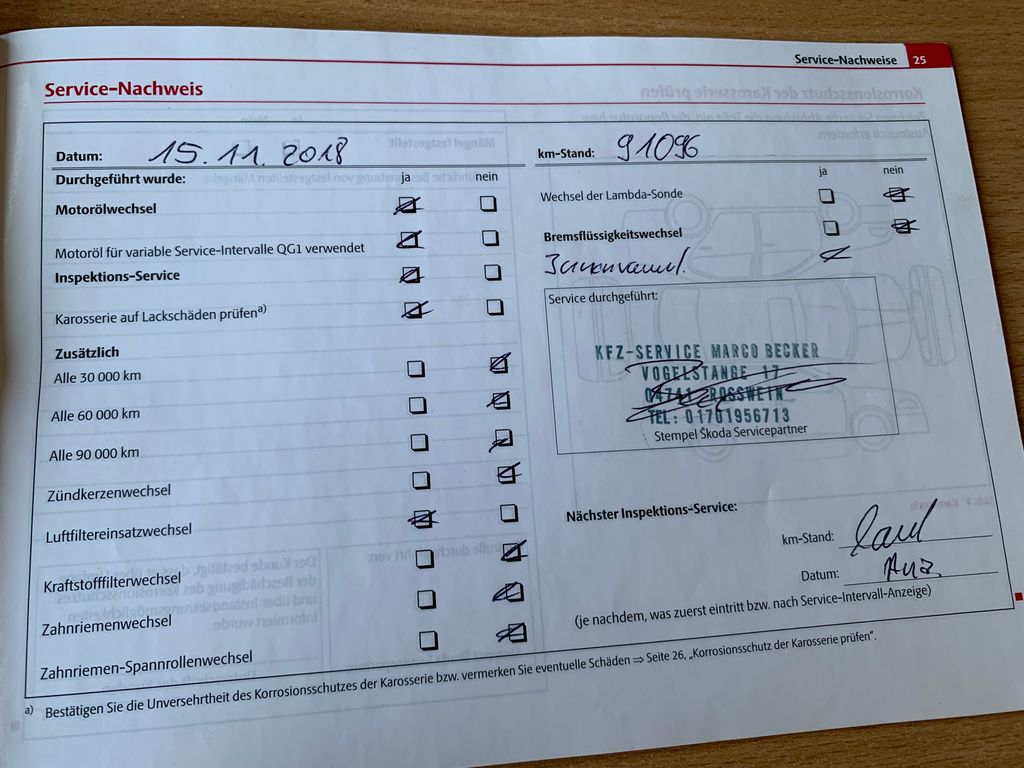 Service-Nachweise 25
Service-Nachweis
Datum: 15.11.2018
Durchgeführt wurde: ja nein
Motorölwechsel
Motoröl für variable Service-Intervalle QG1 verwendet
Inspektions-Service
Karosserie auf Lackschäden prüfen a)
Zusätzlich
Alle 30 000 km
Alle 60 000 km
Alle 90 000 km
Zündkerzenwechsel
Luftfiltereinsatzwechsel
Kraftstofffilterwechsel
Zahnriemenwechsel
Zahnriemen-Spannrollenwechsel
km-Stand: 91096
ja nein
Wechsel der Lambda-Sonde
Bremsflüssigkeitswechsel
Service durchgeführt:
KFZ-SERVICE MARCO BECKER
VOGELSTANGE 17
04741 ROSSWEIN
TEL: 01701956713
Stempel Škoda Servicepartner
Nächster Inspektions-Service:
km-Stand: laut
Datum: Anz.
(je nachdem, was zuerst eintritt bzw. nach Service-Intervall-Anzeige)
a) Bestätigen Sie die Unversehrtheit des Korrosionsschutzes der Karosserie bzw. vermerken Sie eventuelle Schäden ⇒ Seite 26, „Korrosionsschutz der Karosserie prüfen".